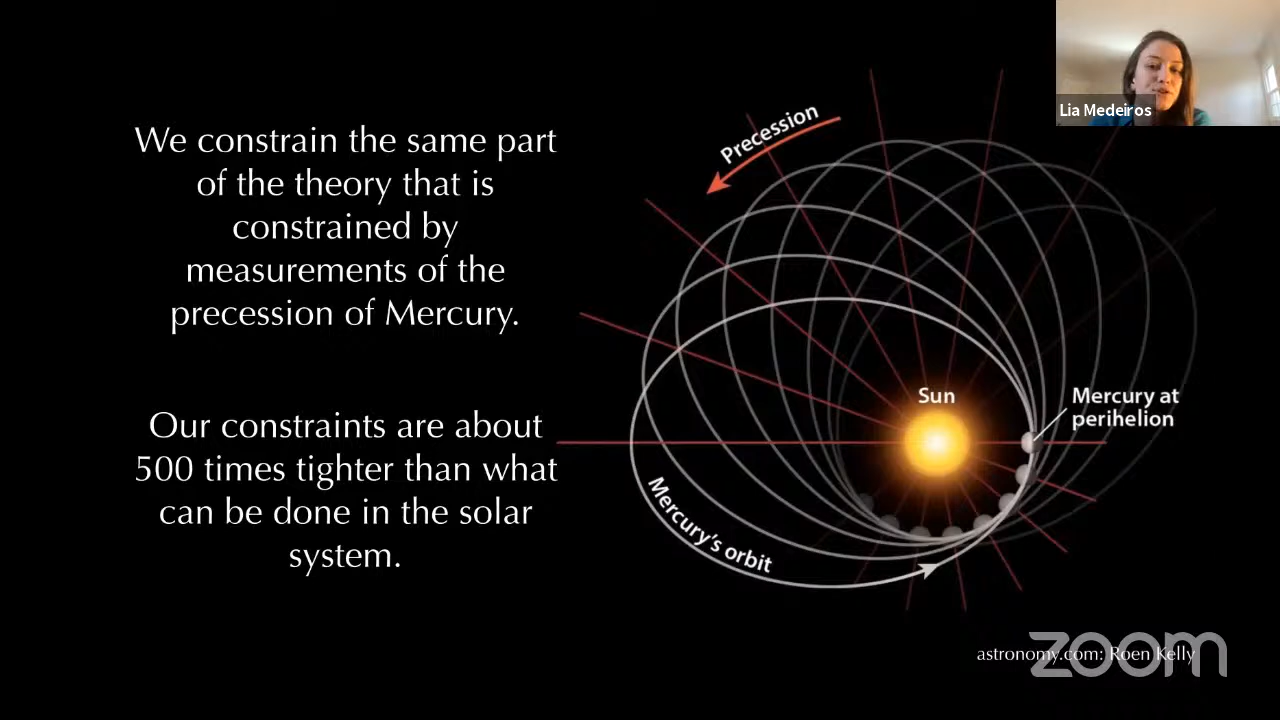 We constrain the same part
of the theory that is
constrained by
measurements of the
precession of Mercury.
Our constraints are about
500 times tighter than what
can be done in the solar
system.
Precession
Sun
Mercury at
perihelion
Mercury's orbit
astronomy.com: Roen Kelly
zoom
Lia Medeiros